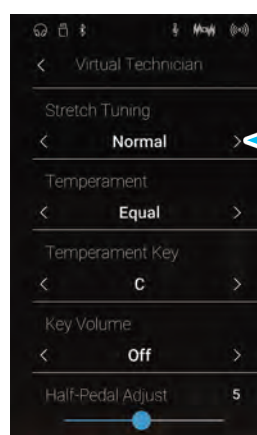 Virtual Technician
Stretch Tuning
Normal
Temperament
Equal
Temperament Key
C
Key Volume
Off
Half-Pedal Adjust 5